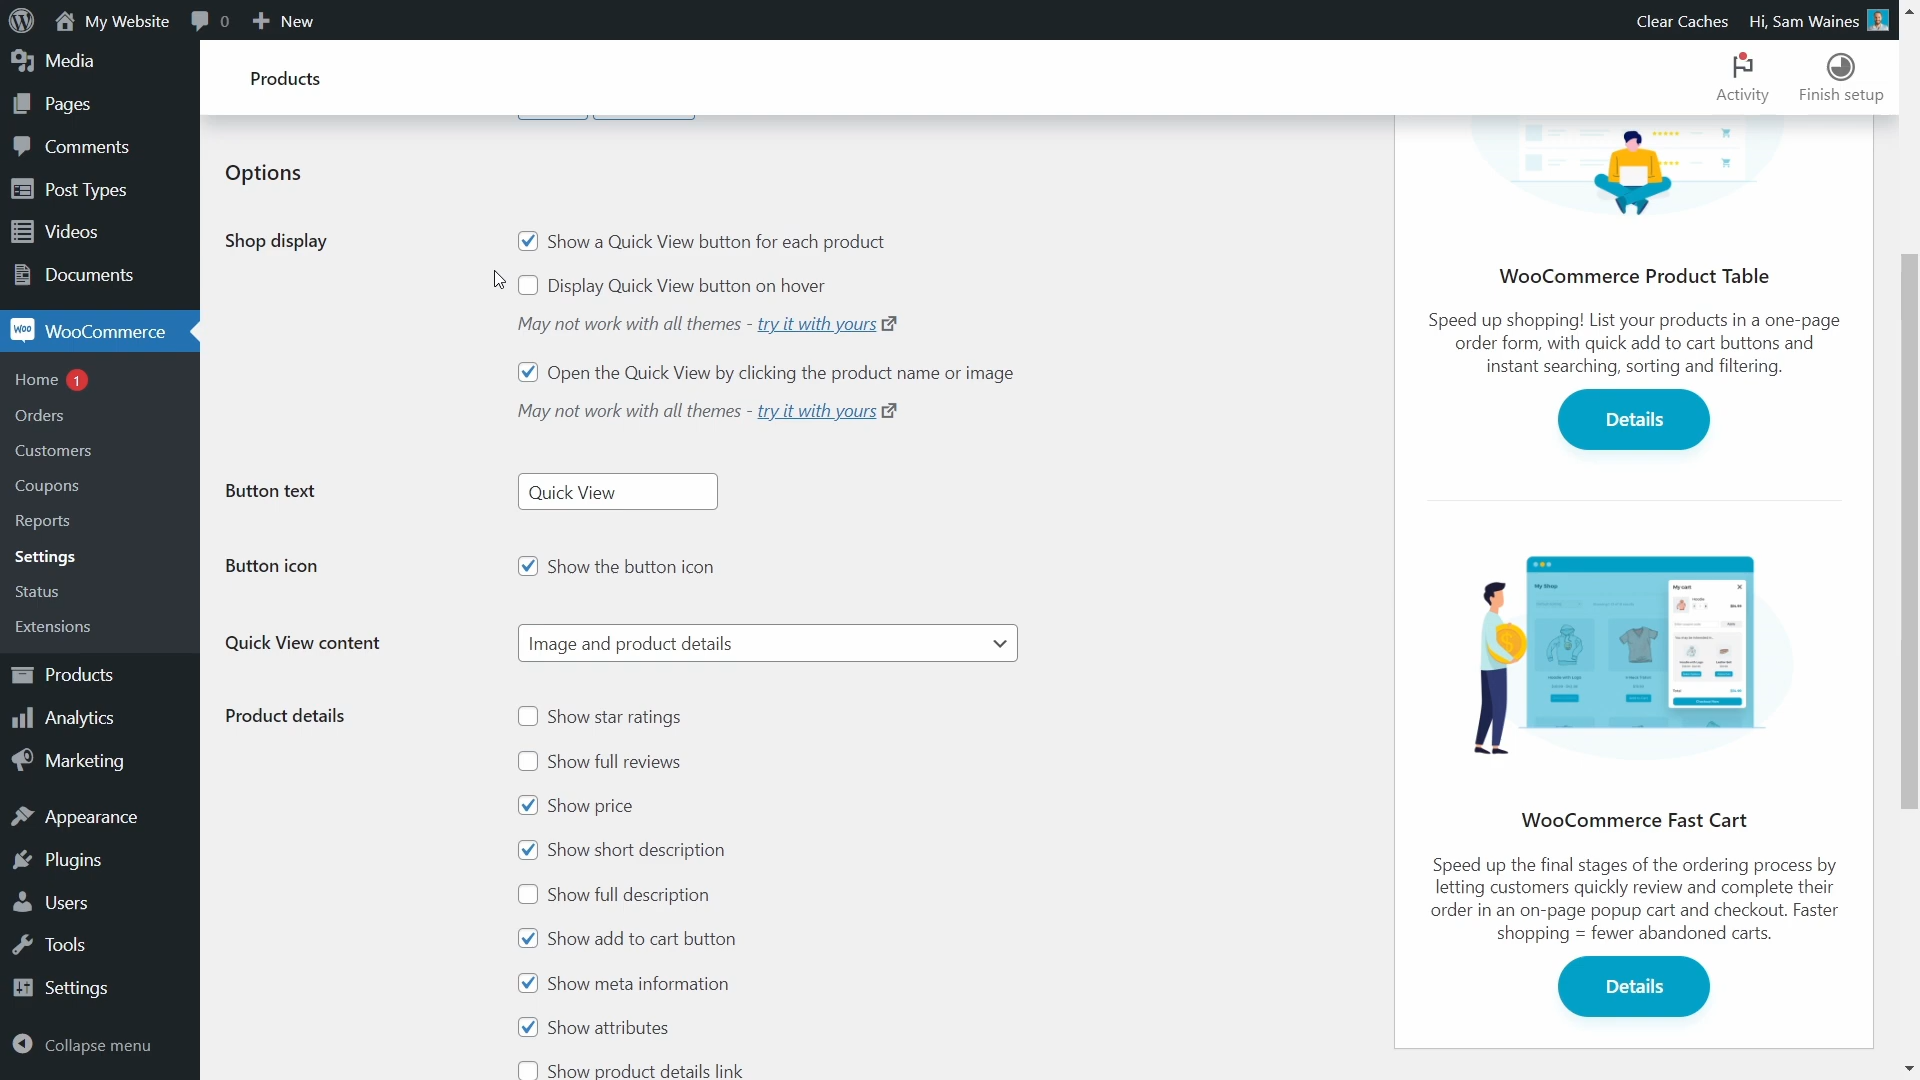 My Website
0
New
Clear Caches
Hi, Sam Waines
Media
Pages
Comments
Post Types
Videos
Documents
WooCommerce
Home 1
Orders
Customers
Coupons
Reports
Settings
Status
Extensions
Products
Analytics
Marketing
Appearance
Plugins
Users
Tools
Settings
Collapse menu
Products
Activity
Finish setup
Options
Shop display
Show a Quick View button for each product
Display Quick View button on hover
May not work with all themes - try it with yours
Open the Quick View by clicking the product name or image
May not work with all themes - try it with yours
Button text
Quick View
Button icon
Show the button icon
Quick View content
Image and product details
Product details
Show star ratings
Show full reviews
Show price
Show short description
Show full description
Show add to cart button
Show meta information
Show attributes
Show product details link
WooCommerce Product Table
Speed up shopping! List your products in a one-page
order form, with quick add to cart buttons and
instant searching, sorting and filtering.
Details
My Shop
My cart
WooCommerce Fast Cart
Speed up the final stages of the ordering process by
letting customers quickly review and complete their
order in an on-page popup cart and checkout. Faster
shopping = fewer abandoned carts.
Details